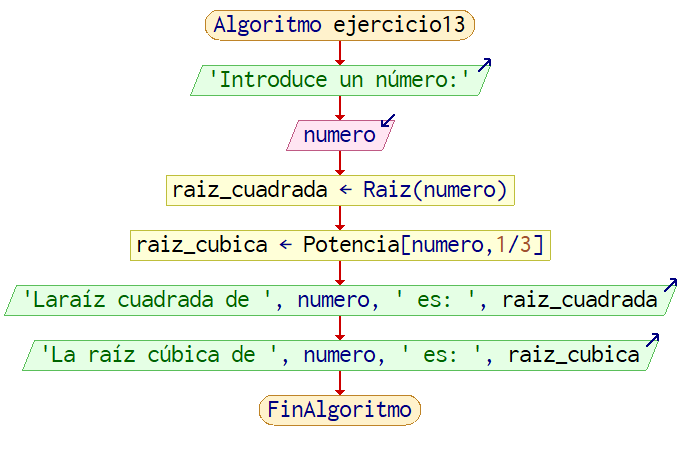 Algoritmo ejercicio13
'Introduce un número:'
numero
raiz_cuadrada ← Raiz(numero)
raiz_cubica ← Potencia[numero,1/3]
'Laraíz cuadrada de ', numero, ' es: ', raiz_cuadrada
'La raíz cúbica de ', numero, ' es: ', raiz_cubica
FinAlgoritmo